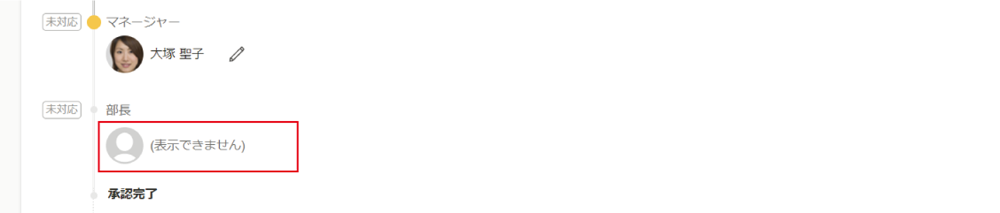 未対応 マネージャー
大塚 聖子
未対応 部長
(表示できません)
承認完了